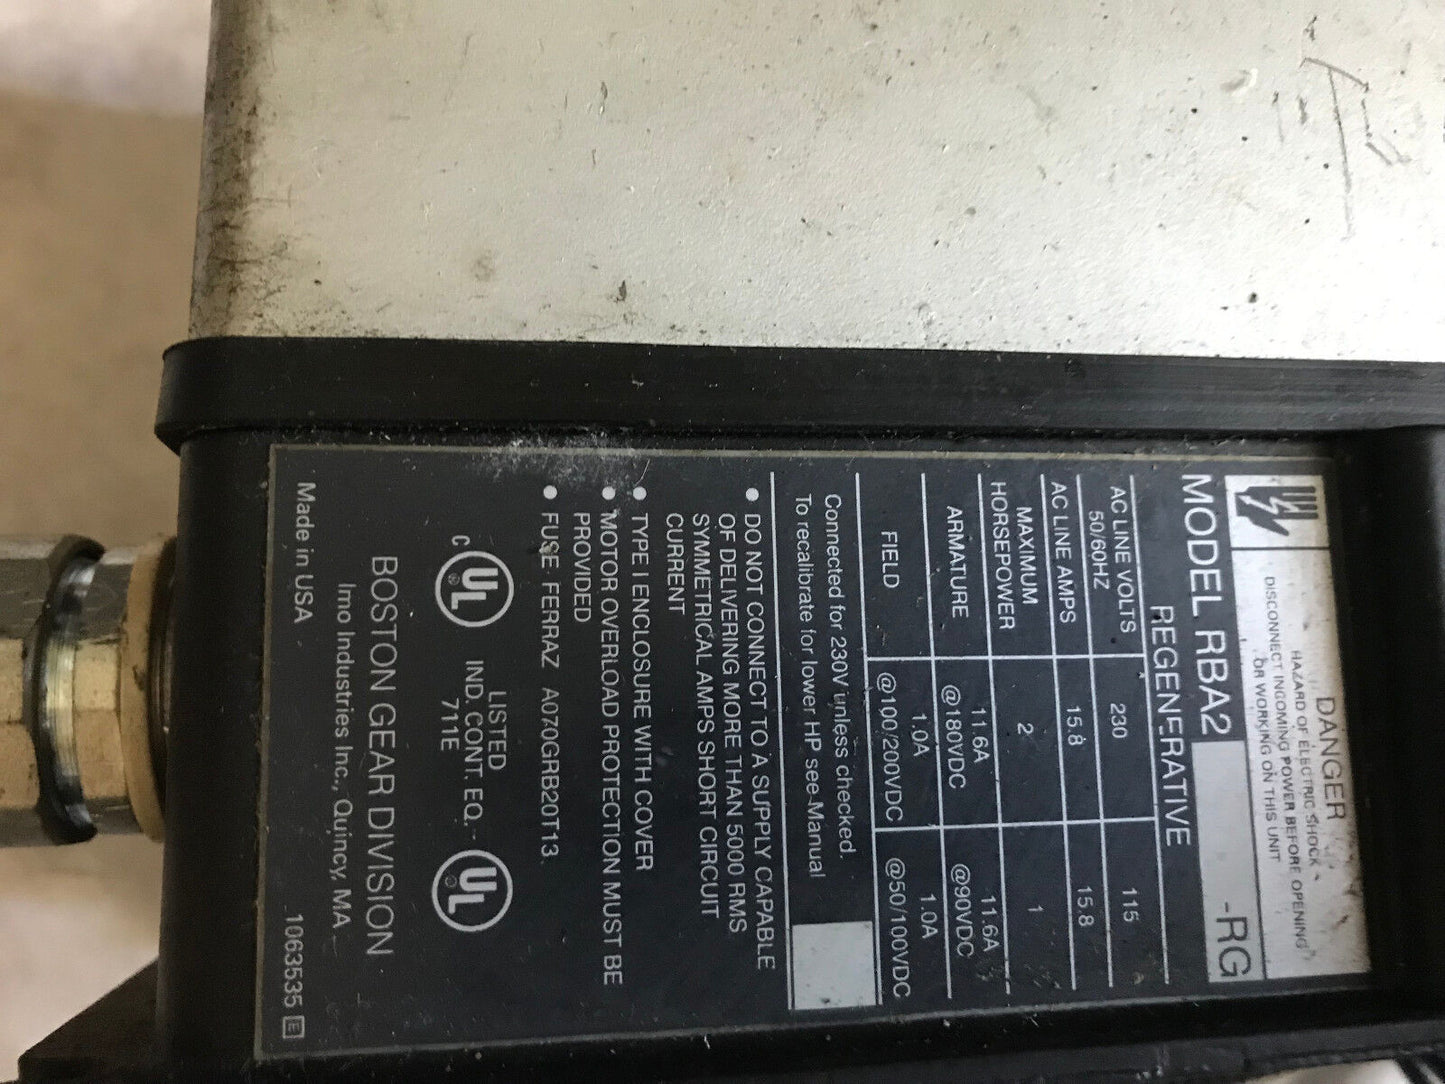 DANGER
HAZARD OF ELECTRIC SHOCK
DISCONNECT INCOMING POWER BEFORE OPENING
OR WORKING ON THIS UNIT
MODEL RBA2 -RG
REGENERATIVE
AC LINE VOLTS 50/60HZ 230 115
AC LINE AMPS 15.8 15.8
MAXIMUM HORSEPOWER 2 1
ARMATURE 11.6A @180VDC 11.6A @90VDC
FIELD 1.0A @100/200VDC 1.0A @50/100VDC
Connected for 230V unless checked.
To recalibrate for lower HP see Manual
• DO NOT CONNECT TO A SUPPLY CAPABLE
OF DELIVERING MORE THAN 5000 RMS
SYMMETRICAL AMPS SHORT CIRCUIT
CURRENT
• TYPE I ENCLOSURE WITH COVER
• MOTOR OVERLOAD PROTECTION MUST BE
PROVIDED
• FUSE FERRAZ A070GRB20T13.
C UL ® LISTED UL ®
IND. CONT. EQ.
711E
BOSTON GEAR DIVISION
Imo Industries Inc., Quincy, MA
Made in USA 1063535 E